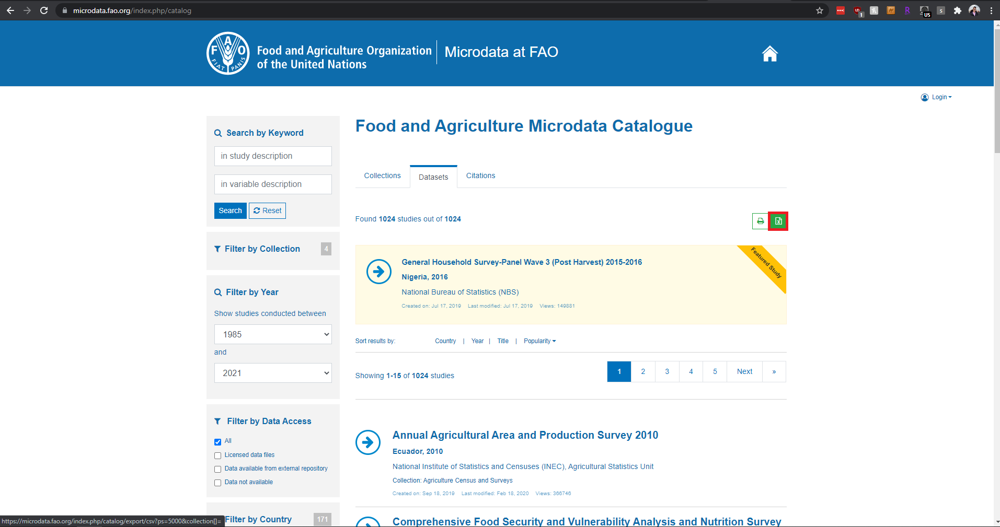 microdata.fao.org/index.php/catalog
1
US
s
F A O
FIAT PANIS
Food and Agriculture Organization
of the United Nations
Microdata at FAO
Login
Search by Keyword
in study description
in variable description
Search
Reset
Filter by Collection
4
Filter by Year
Show studies conducted between
1985
and
2021
Filter by Data Access
All
Licensed data files
Data available from external repository
Data not available
Filter by Country
171
Food and Agriculture Microdata Catalogue
Collections
Datasets
Citations
Found 1024 studies out of 1024
General Household Survey-Panel Wave 3 (Post Harvest) 2015-2016
Featured Study
Nigeria, 2016
National Bureau of Statistics (NBS)
Created on: Jul 17, 2019 Last modified: Jul 17, 2019 Views: 149881
Sort results by: Country | Year | Title | Popularity
Showing 1-15 of 1024 studies
1 2 3 4 5 Next »
Annual Agricultural Area and Production Survey 2010
Ecuador, 2010
National Institute of Statistics and Censuses (INEC), Agricultural Statistics Unit
Collection: Agriculture Census and Surveys
Created on: Sep 18, 2019 Last modified: Feb 18, 2020 Views: 366746
Comprehensive Food Security and Vulnerability Analysis and Nutrition Survey
https://microdata.fao.org/index.php/catalog/export/csv?ps=5000&collection[]=